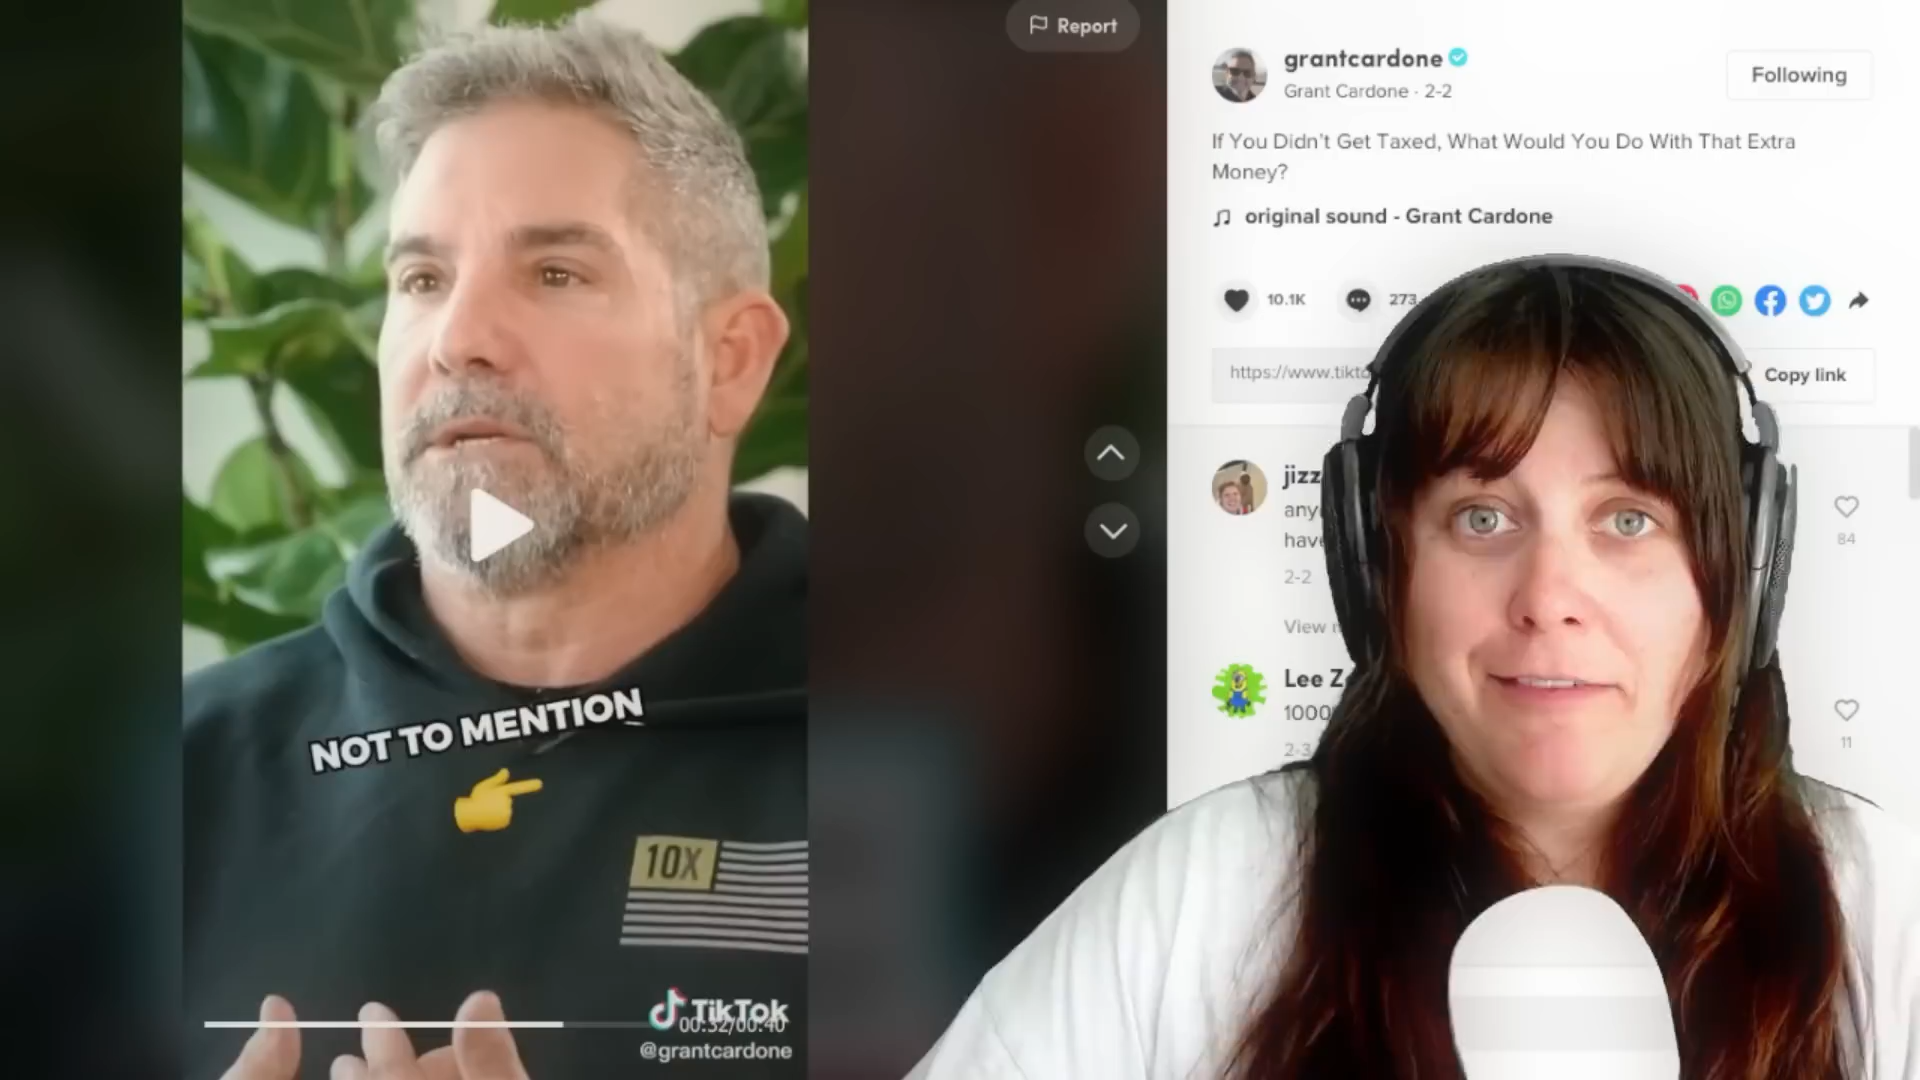 Report
NOT TO MENTION
10X
TikTok
00:32/00:40
@grantcardone
grantcardone
Grant Cardone · 2-2
Following
If You Didn't Get Taxed, What Would You Do With That Extra
Money?
original sound - Grant Cardone
10.1K
273
https://www.tikt
Copy link
jizz
any
have
2-2
84
View
Lee Z
1000
2-3
11